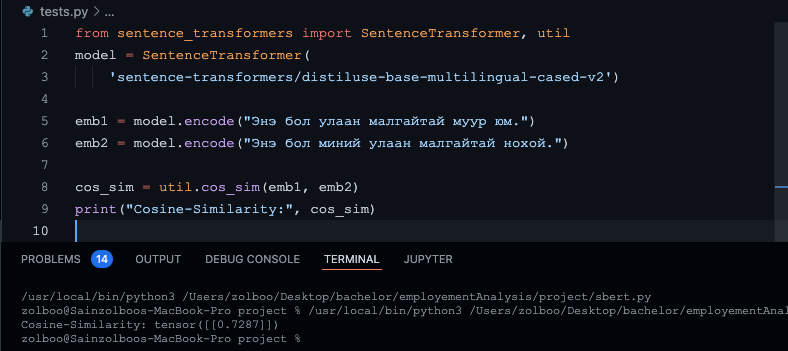 tests.py > ...
1 from sentence_transformers import SentenceTransformer, util
2 model = SentenceTransformer(
3 'sentence-transformers/distiluse-base-multilingual-cased-v2')
4
5 emb1 = model.encode("Энэ бол улаан малгайтай муур юм.")
6 emb2 = model.encode("Энэ бол миний улаан малгайтай нохой.")
7
8 cos_sim = util.cos_sim(emb1, emb2)
9 print("Cosine-Similarity:", cos_sim)
10
PROBLEMS 14 OUTPUT DEBUG CONSOLE TERMINAL JUPYTER
/usr/local/bin/python3 /Users/zolboo/Desktop/bachelor/employementAnalysis/project/sbert.py
zolboo@Sainzolboos-MacBook-Pro project % /usr/local/bin/python3 /Users/zolboo/Desktop/bachelor/employementAnal
Cosine-Similarity: tensor([[0.7287]])
zolboo@Sainzolboos-MacBook-Pro project %